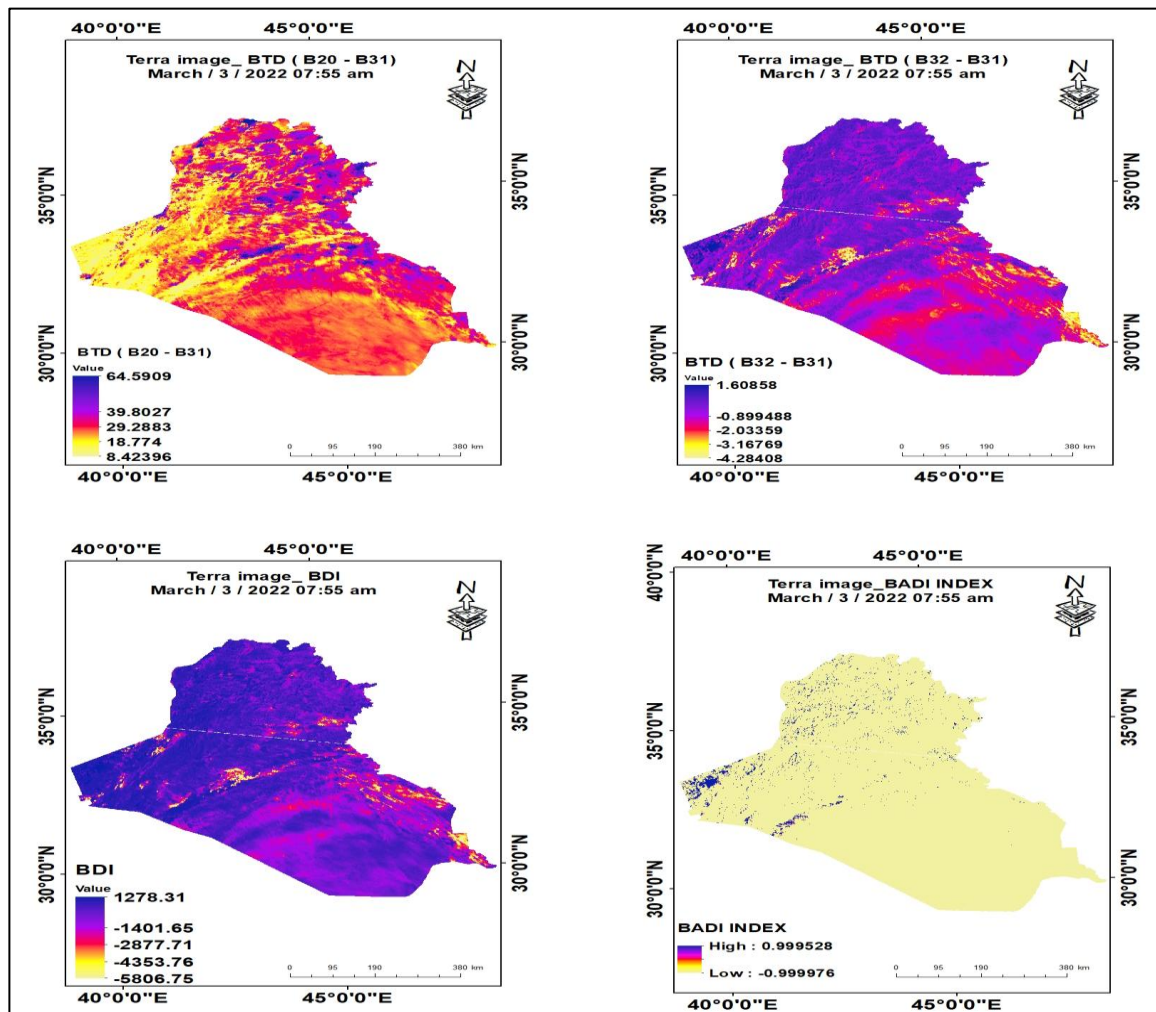 40°0'0"E 45°0'0"E
Terra image_ BTD ( B20 - B31)
March / 3 / 2022 07:55 am
N
35°0'0"N 35°0'0"N
30°0'0"N 30°0'0"N
BTD ( B20 - B31)
Value
64.5909
39.8027
29.2883
18.774
8.42396
0 95 190 380 km
40°0'0"E 45°0'0"E
40°0'0"E 45°0'0"E
Terra image_ BTD ( B32 - B31)
March / 3 / 2022 07:55 am
N
35°0'0"N 35°0'0"N
30°0'0"N 30°0'0"N
BTD ( B32 - B31)
Value
1.60858
-0.899488
-2.03359
-3.16769
-4.28408
0 95 190 380 km
40°0'0"E 45°0'0"E
40°0'0"E 45°0'0"E
Terra image_ BDI
March / 3 / 2022 07:55 am
N
35°0'0"N 35°0'0"N
30°0'0"N 30°0'0"N
BDI
Value
1278.31
-1401.65
-2877.71
-4353.76
-5806.75
0 95 190 380 km
40°0'0"E 45°0'0"E
40°0'0"E 45°0'0"E
40°0'0"N
Terra image_BADI INDEX
March / 3 / 2022 07:55 am
N
35°0'0"N 35°0'0"N
30°0'0"N 30°0'0"N
BADI INDEX
High : 0.999528
Low : -0.999976
0 95 190 380 km
40°0'0"E 45°0'0"E